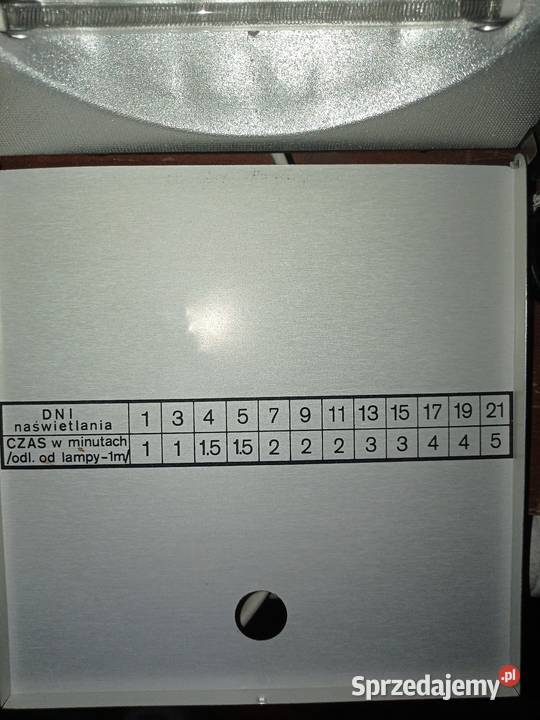 DNI naświetlania 1 3 4 5 7 9 11 13 15 17 19 21
CZAS w minutach /odl. od lampy-1m/ 1 1 1.5 1.5 2 2 2 3 3 4 4 5
Sprzedajemy.pl